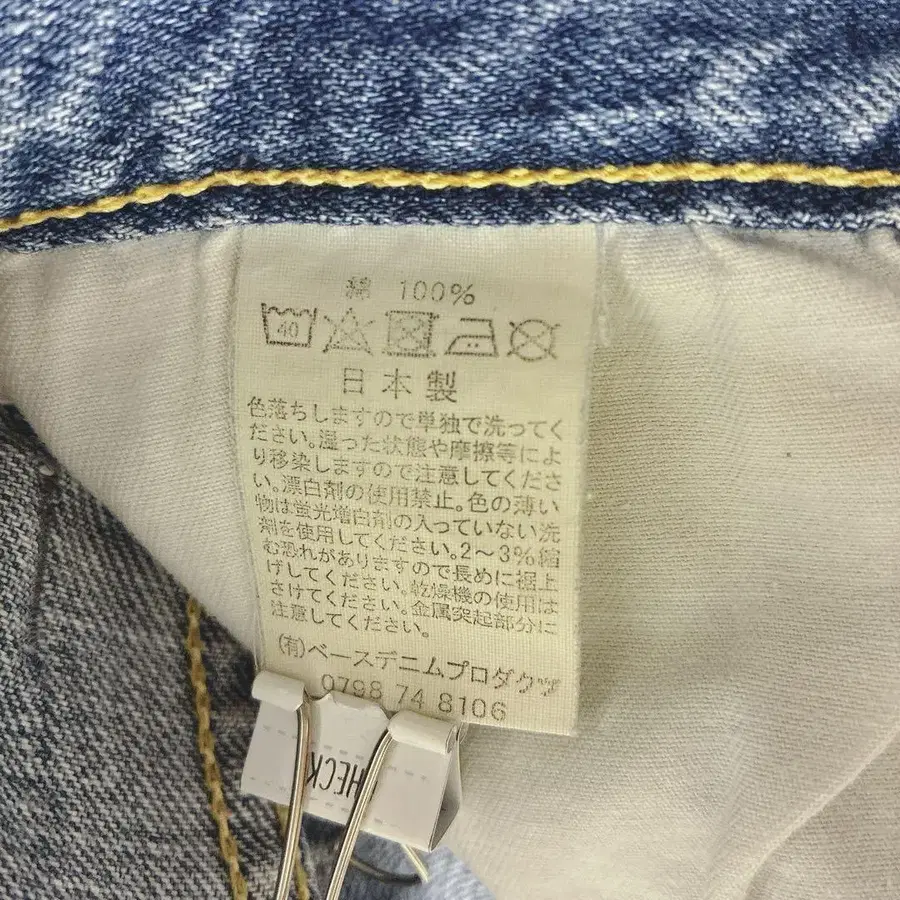 綿 100%
40
日本製
色落ちしますので単独で洗ってく
ださい。湿った状態や摩擦等によ
り移染しますので注意してくださ
い。漂白剤の使用禁止。色の薄い
物は蛍光増白剤の入っていない洗
剤を使用してください。2～3%縮
む恐れがありますので長めに裾上
げしてください。乾燥機の使用は
さけてください。金属突起部分に
注意してください。
(有)ベースデニムプロダクツ
0798 74 8106
HECK